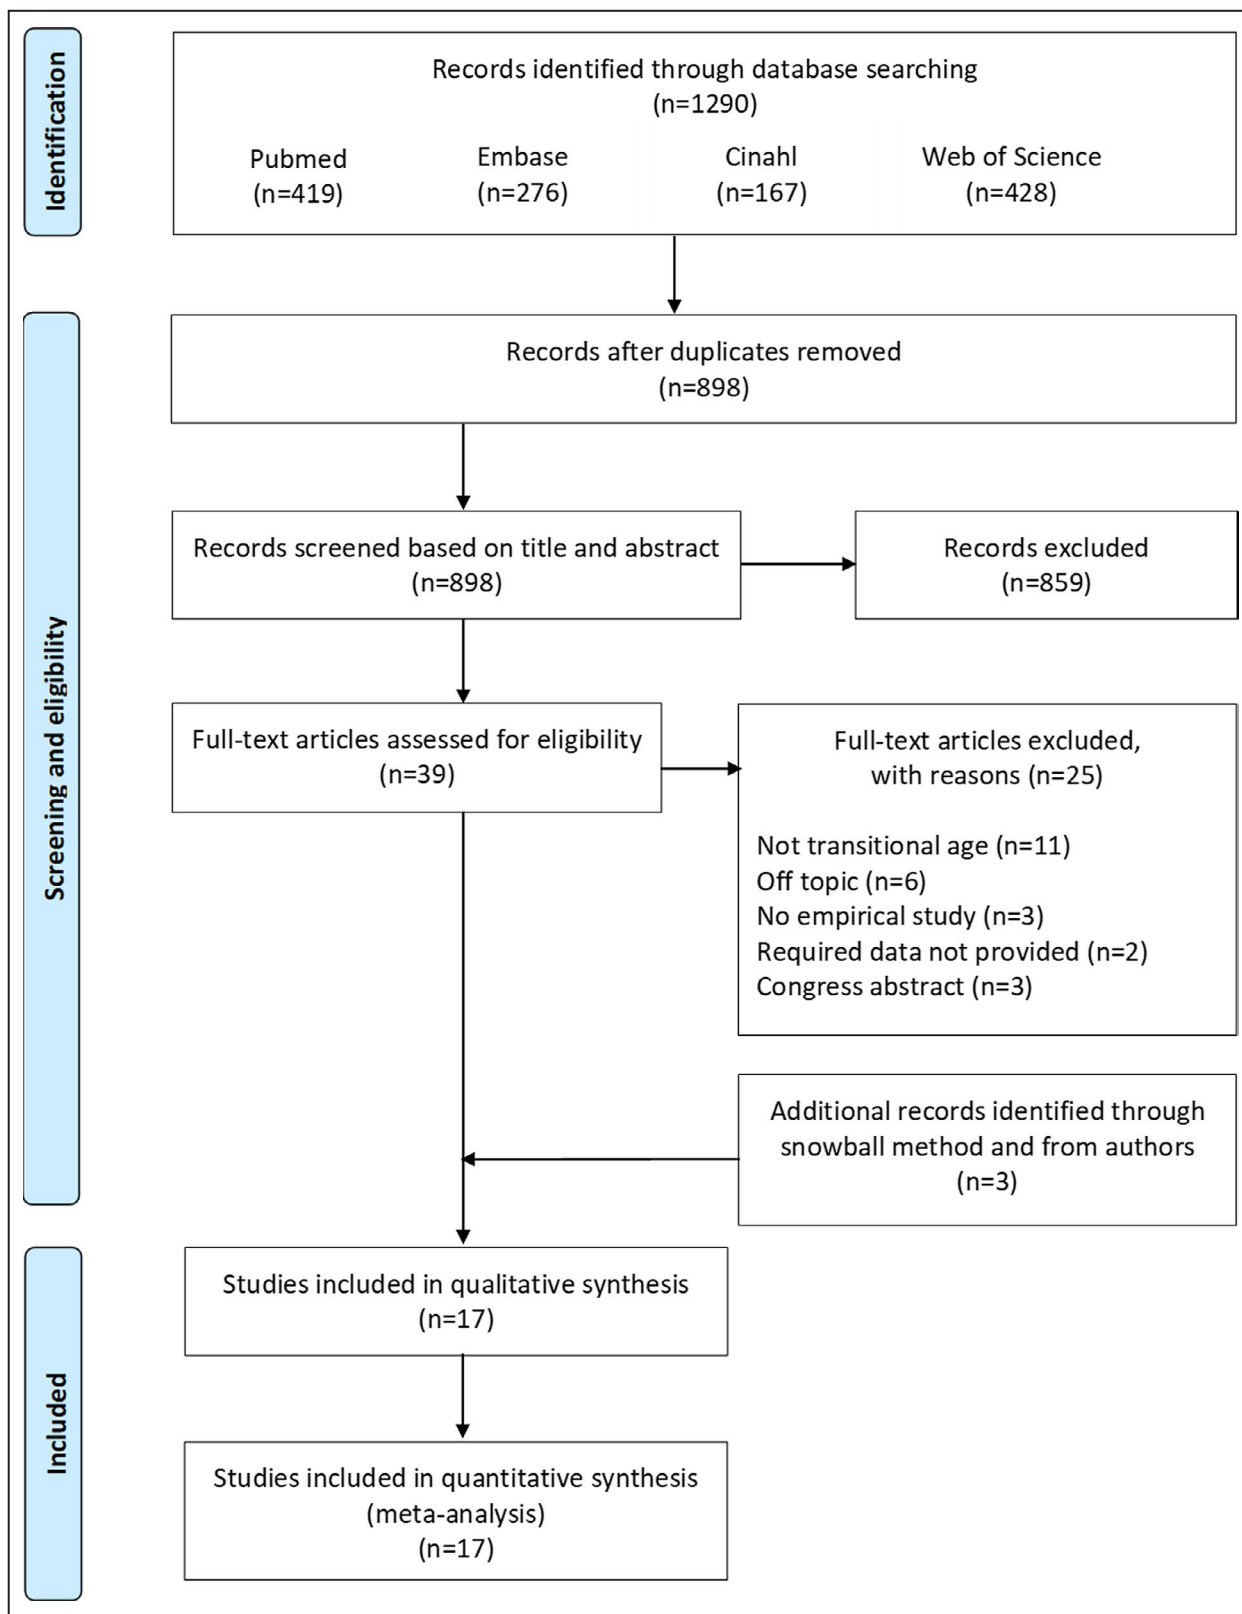 Identification
Records identified through database searching
(n=1290)
Pubmed
(n=419)
Embase
(n=276)
Cinahl
(n=167)
Web of Science
(n=428)
Screening and eligibility
Records after duplicates removed
(n=898)
Records screened based on title and abstract
(n=898)
Records excluded
(n=859)
Full-text articles assessed for eligibility
(n=39)
Full-text articles excluded,
with reasons (n=25)
Not transitional age (n=11)
Off topic (n=6)
No empirical study (n=3)
Required data not provided (n=2)
Congress abstract (n=3)
Additional records identified through
snowball method and from authors
(n=3)
Included
Studies included in qualitative synthesis
(n=17)
Studies included in quantitative synthesis
(meta-analysis)
(n=17)